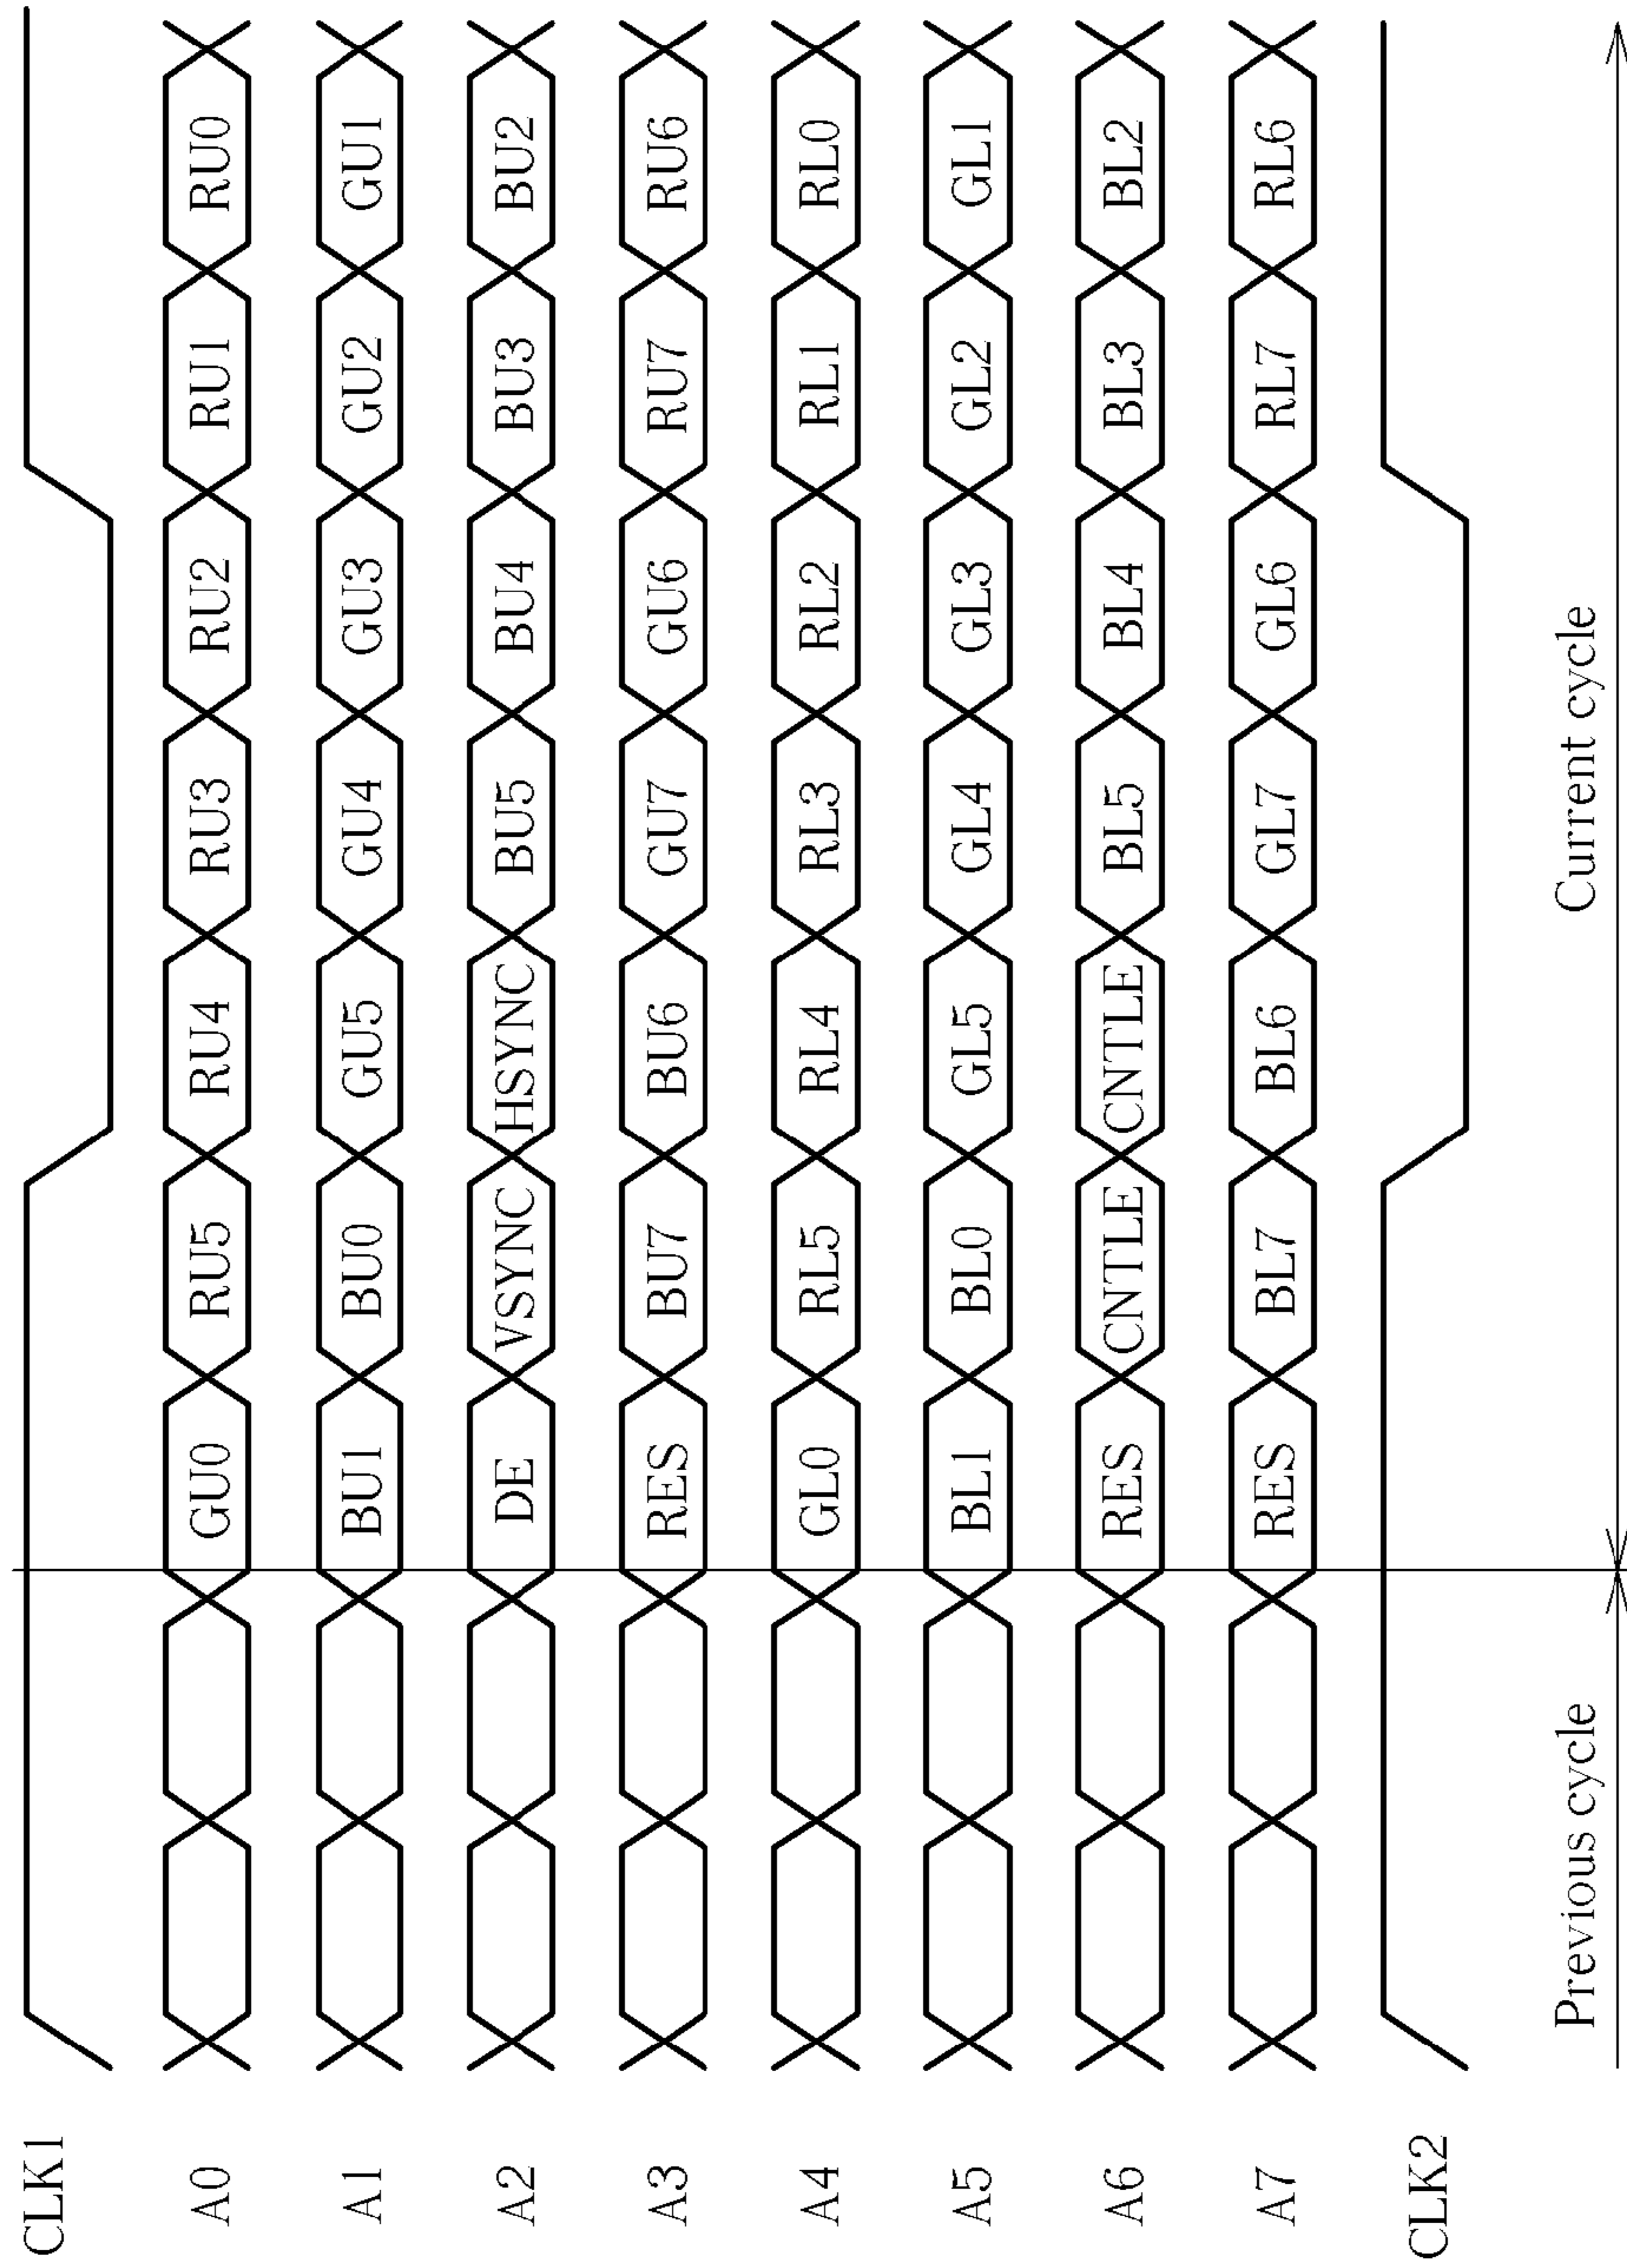 CLK1
A0 GU0 RU5 RU4 RU3 RU2 RU1 RU0
A1 BU1 BU0 GU5 GU4 GU3 GU2 GU1
A2 DE VSYNC HSYNC BU5 BU4 BU3 BU2
A3 RES BU7 BU6 GU7 GU6 RU7 RU6
A4 GL0 RL5 RL4 RL3 RL2 RL1 RL0
A5 BL1 BL0 GL5 GL4 GL3 GL2 GL1
A6 RES CNTLE CNTLE BL5 BL4 BL3 BL2
A7 RES BL7 BL6 GL7 GL6 RL7 RL6
CLK2
Previous cycle Current cycle